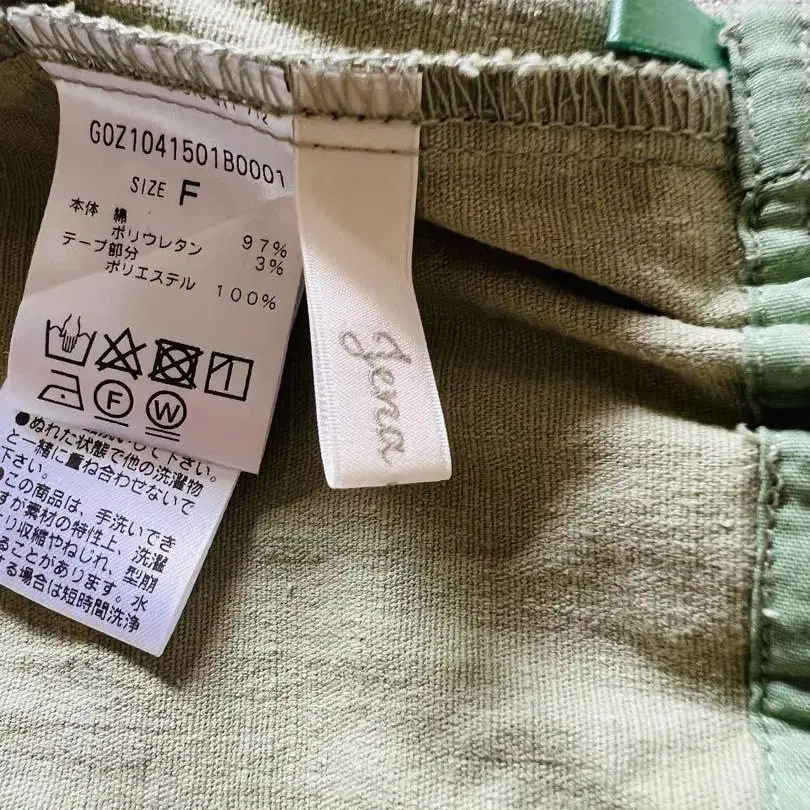 G0Z1041501B0001
SIZE F
本体 綿 97%
ポリウレタン 3%
テープ部分
ポリエステル 100%
F W
●ぬれた状態で他の洗濯物
と一緒に重ね合わせないで
下さい。
●この商品は、手洗いでき
すが素材の特性上、洗濯
り収縮やねじれ、型崩
ることがあります。水
する場合は短時間洗浄
Jena